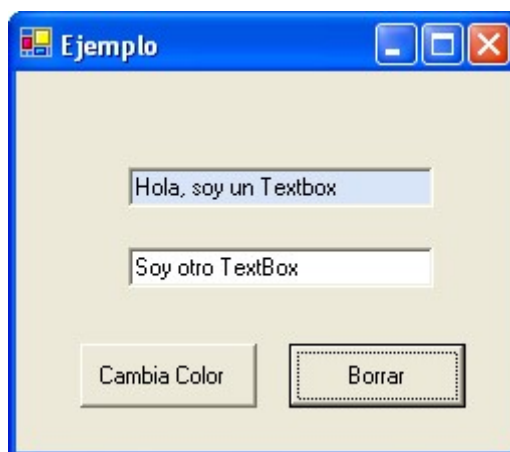 Ejemplo
Hola, soy un Textbox
Soy otro TextBox
Cambia Color Borrar